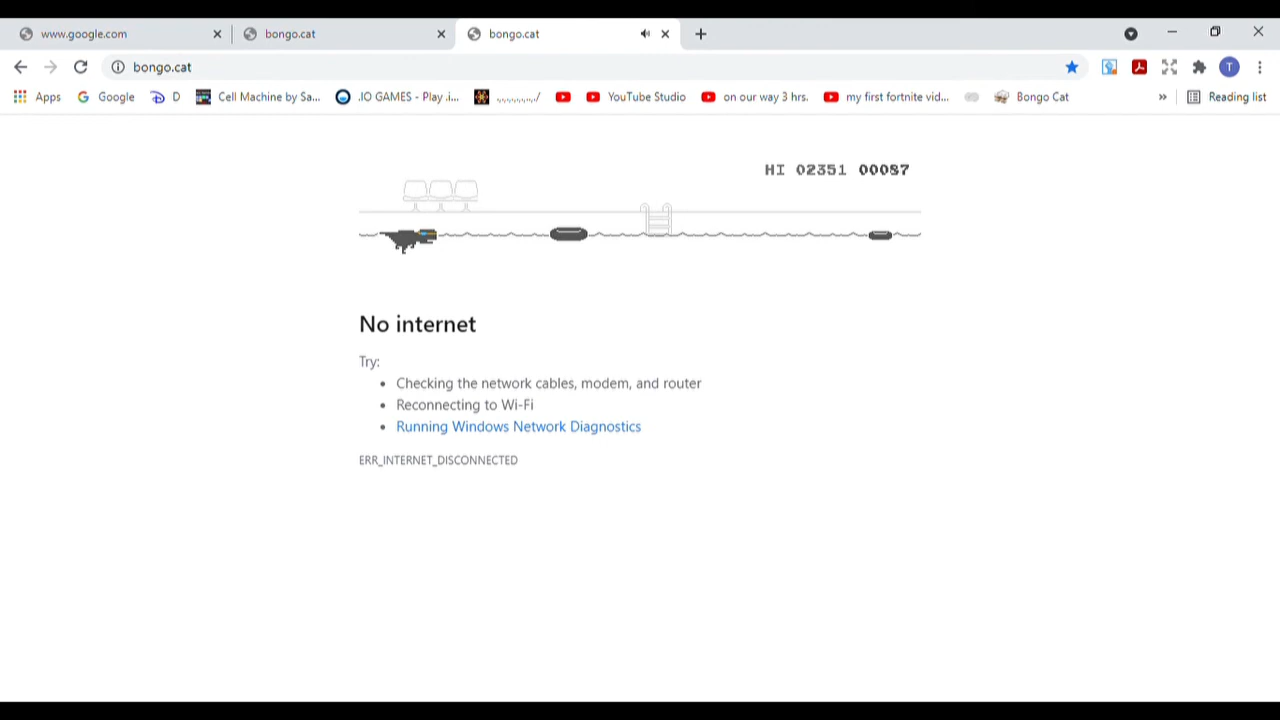 www.google.com bongo.cat bongo.cat
bongo.cat T
Apps Google D Cell Machine by Sa... .IO GAMES - Play .i... YouTube Studio on our way 3 hrs. my first fortnite vid... Bongo Cat » Reading list
HI 02351 00087
No internet
Try:
• Checking the network cables, modem, and router
• Reconnecting to Wi-Fi
• Running Windows Network Diagnostics
ERR_INTERNET_DISCONNECTED